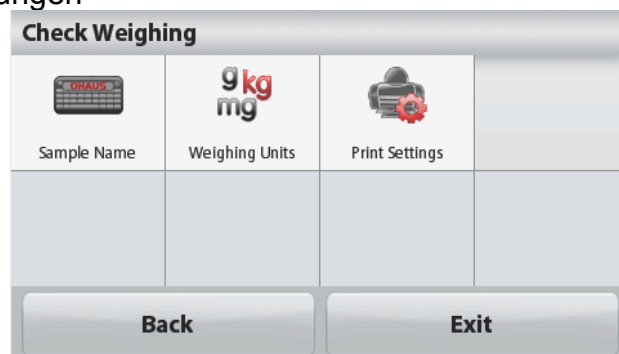 Check Weighing
OHAUS
g kg
mg
Sample Name
Weighing Units
Print Settings
Back
Exit